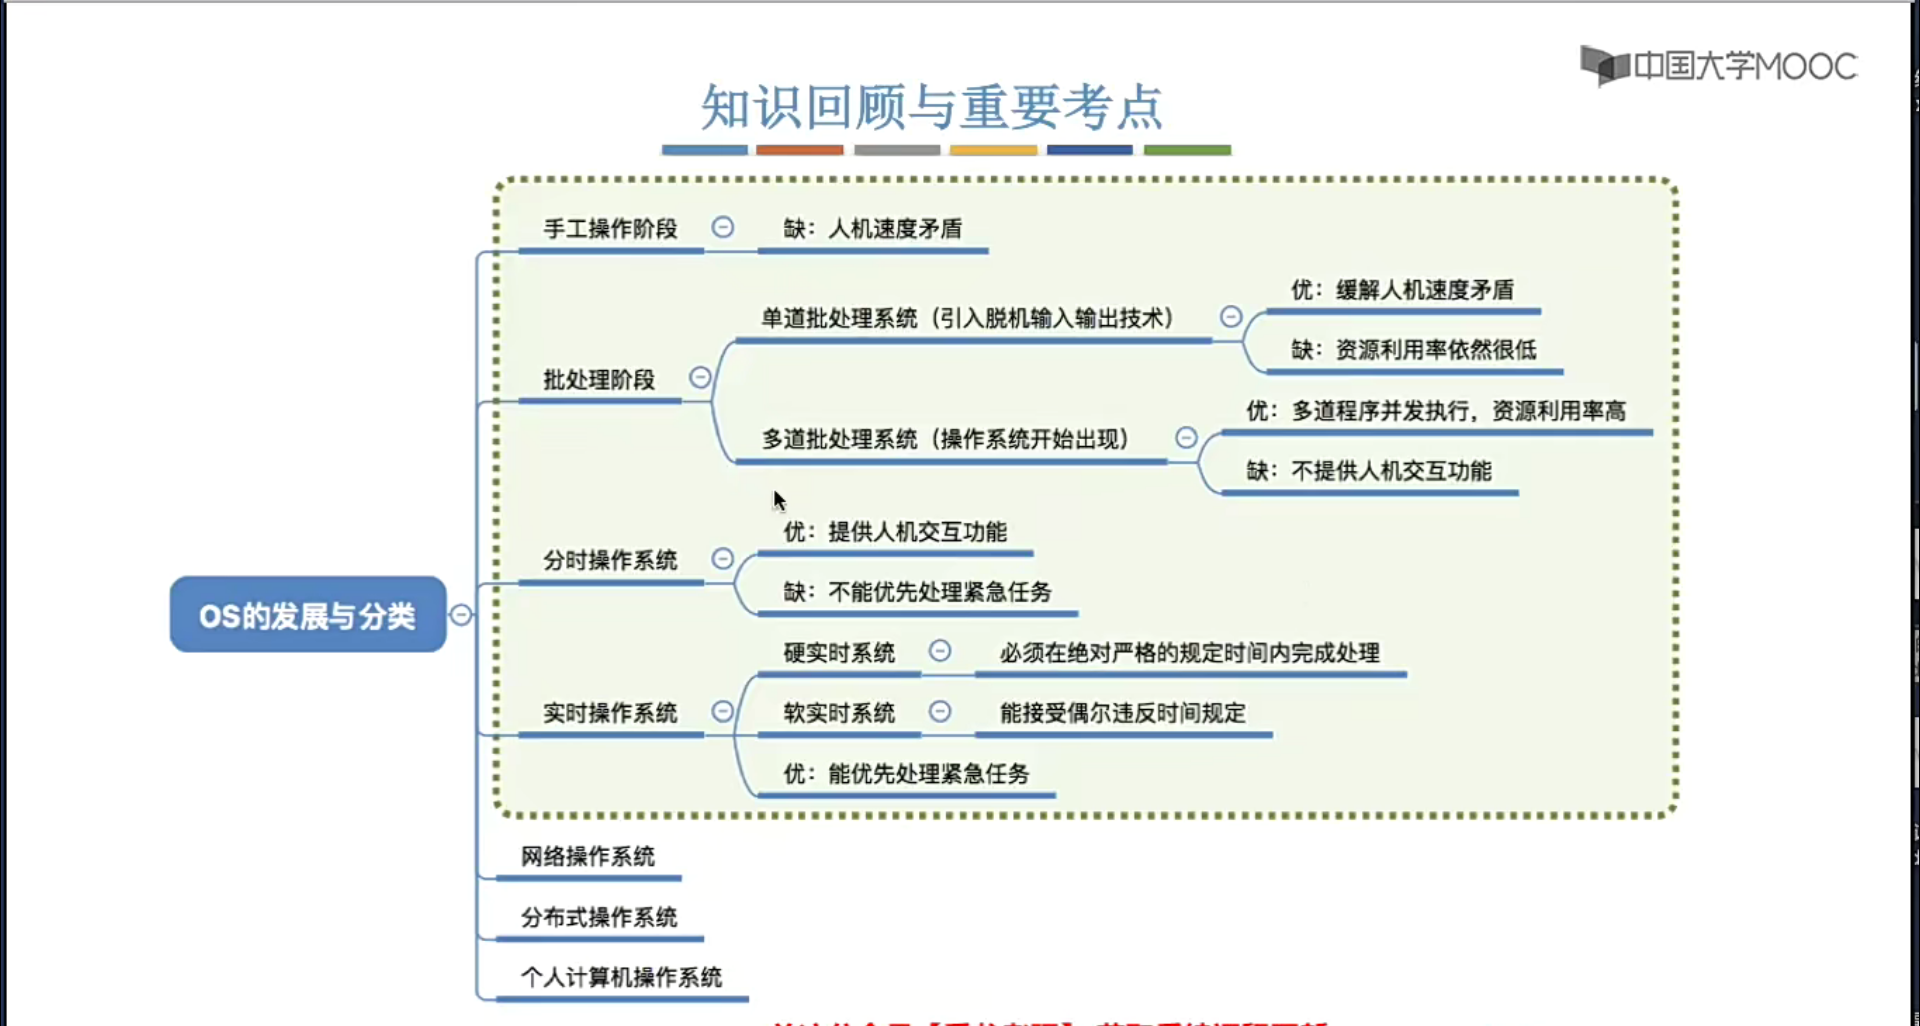 中国大学MOOC
知识回顾与重要考点
手工操作阶段
缺：人机速度矛盾
批处理阶段
单道批处理系统（引入脱机输入输出技术）
优：缓解人机速度矛盾
缺：资源利用率依然很低
多道批处理系统（操作系统开始出现）
优：多道程序并发执行，资源利用率高
缺：不提供人机交互功能
OS的发展与分类
分时操作系统
优：提供人机交互功能
缺：不能优先处理紧急任务
实时操作系统
硬实时系统
必须在绝对严格的规定时间内完成处理
软实时系统
能接受偶尔违反时间规定
优：能优先处理紧急任务
网络操作系统
分布式操作系统
个人计算机操作系统